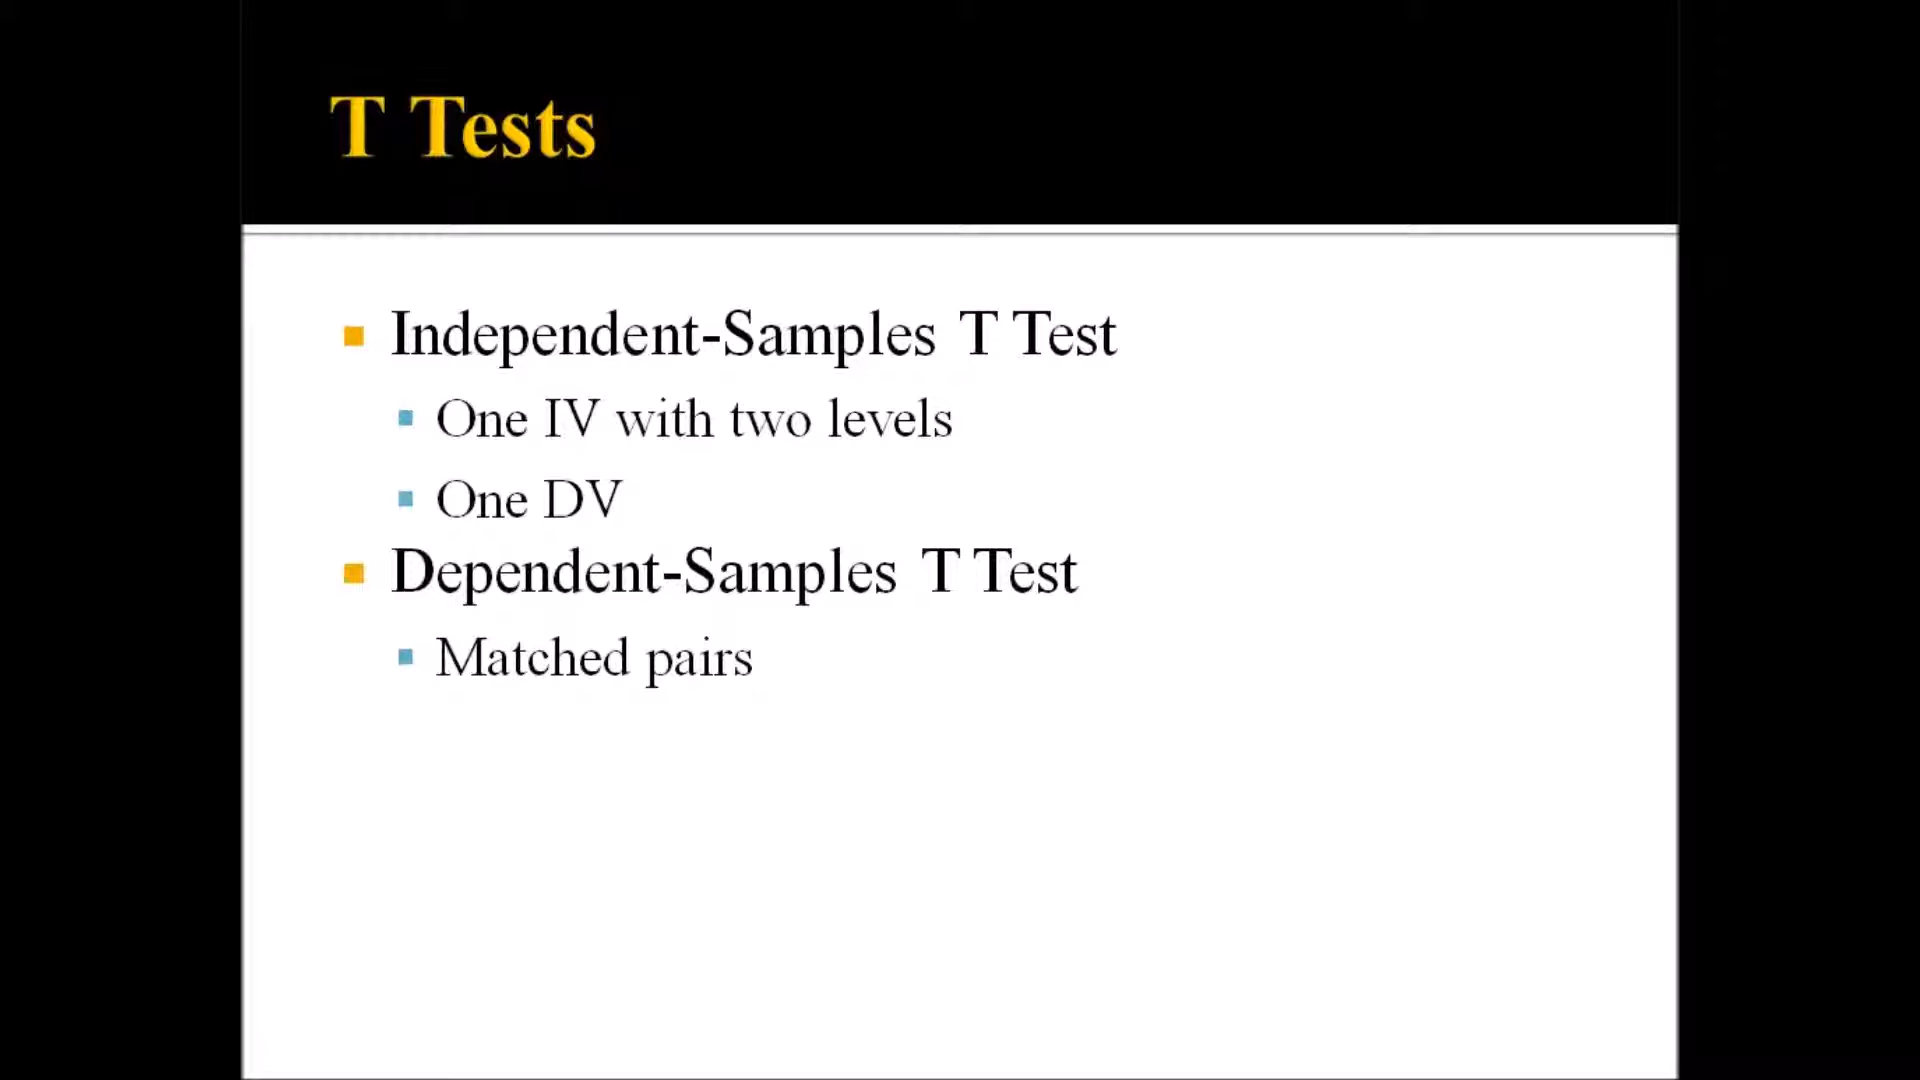 T Tests
Independent-Samples T Test
One IV with two levels
One DV
Dependent-Samples T Test
Matched pairs